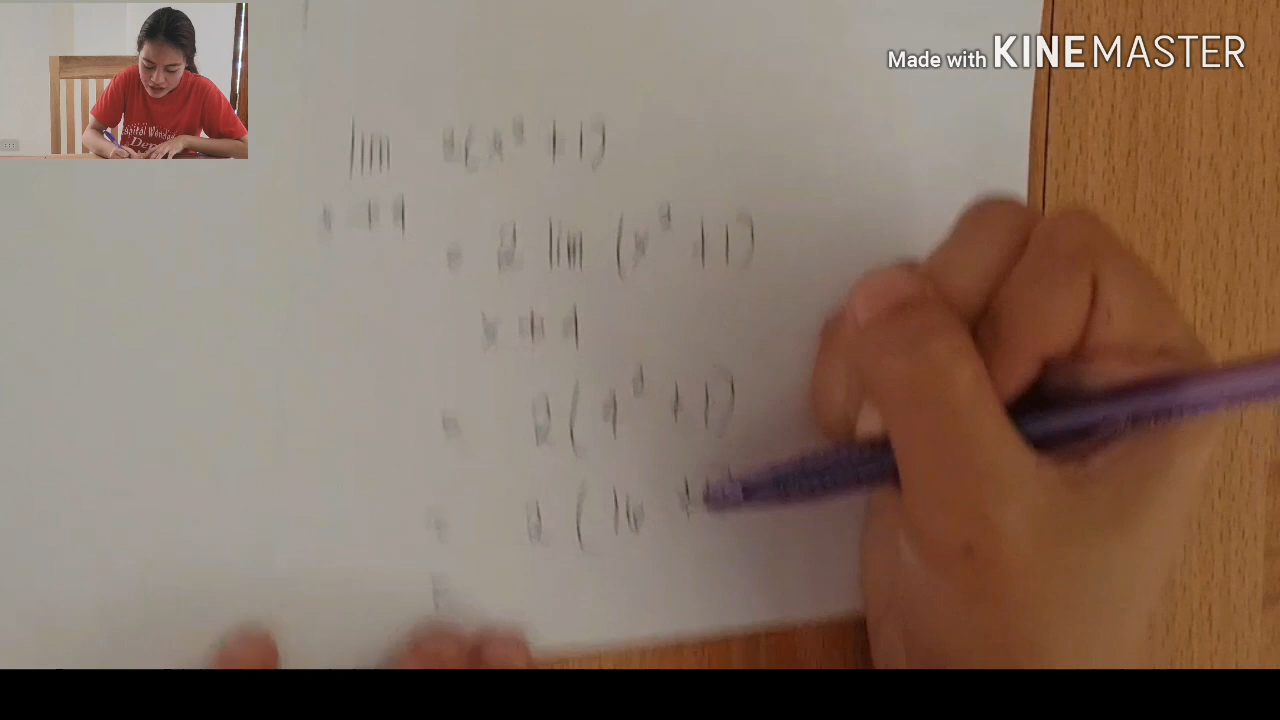 Made with KINEMASTER
lim 2(x² + 1)
x → 4
= 2 lim (x² + 1)
x → 4
= 2 ( 4² + 1)
= 2 ( 16 +
=